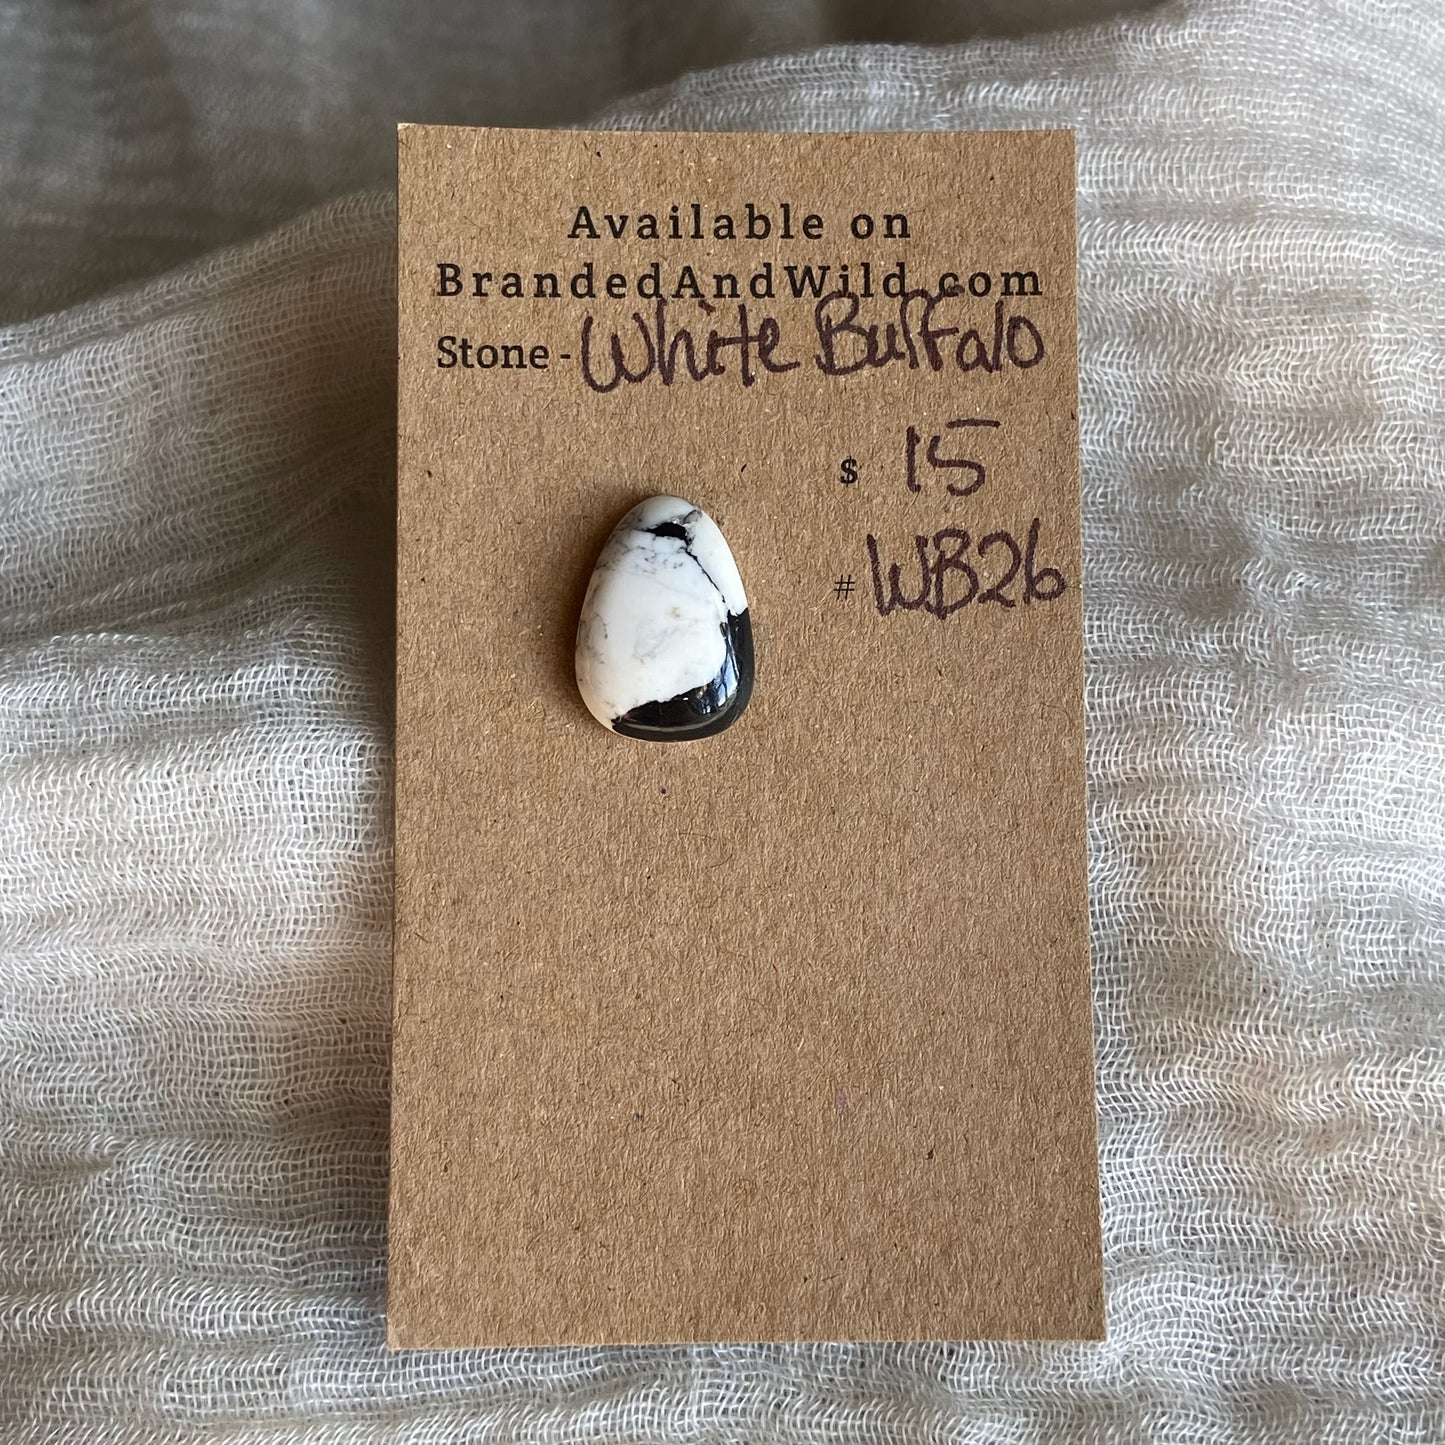 Available on
BrandedAndWild.com
Stone - White Buffalo
$ 15
# WB26